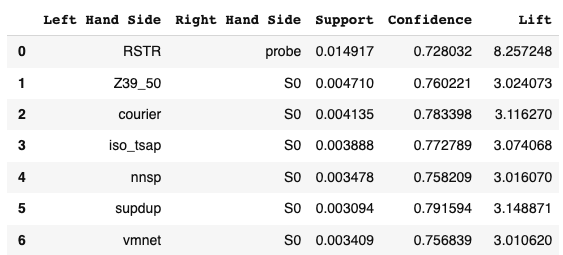 Left Hand Side Right Hand Side Support Confidence Lift
0 RSTR probe 0.014917 0.728032 8.257248
1 Z39_50 S0 0.004710 0.760221 3.024073
2 courier S0 0.004135 0.783398 3.116270
3 iso_tsap S0 0.003888 0.772789 3.074068
4 nnsp S0 0.003478 0.758209 3.016070
5 supdup S0 0.003094 0.791594 3.148871
6 vmnet S0 0.003409 0.756839 3.010620